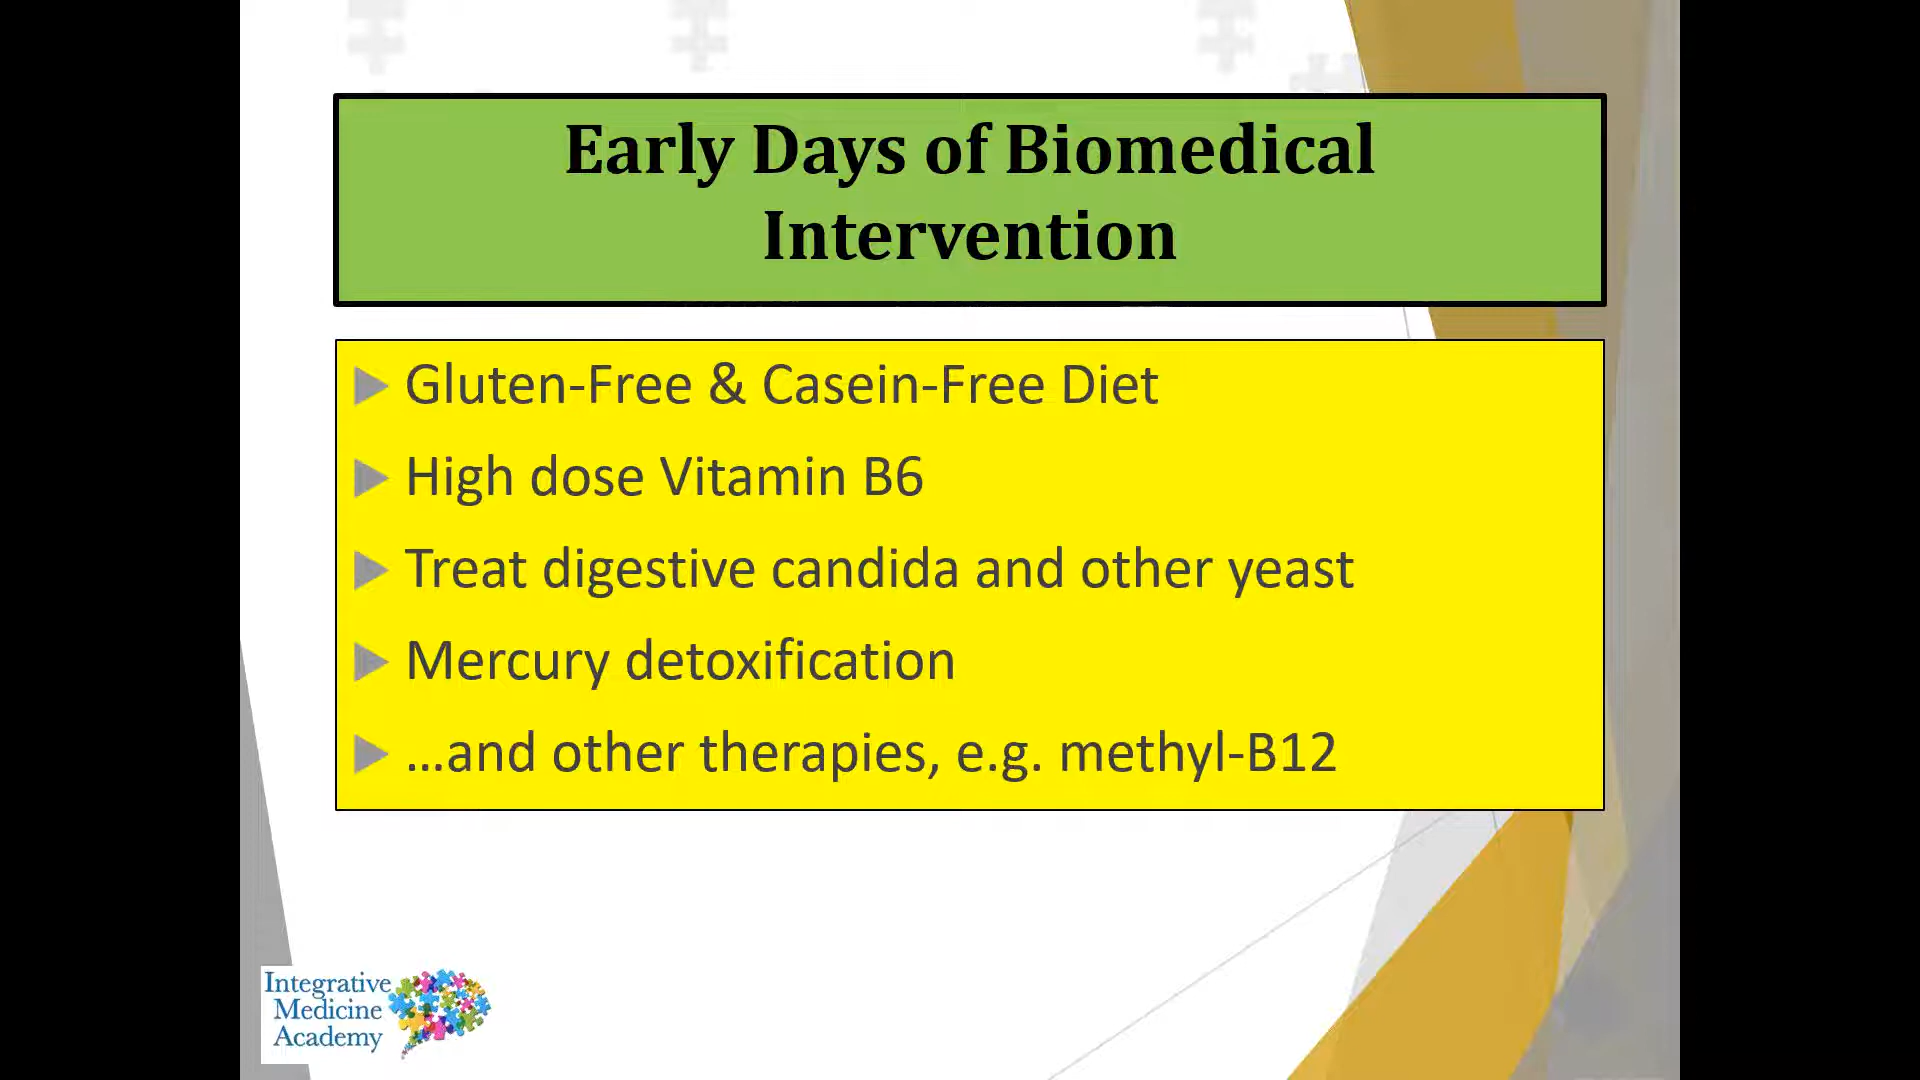 Early Days of Biomedical
Intervention
Gluten-Free & Casein-Free Diet
High dose Vitamin B6
Treat digestive candida and other yeast
Mercury detoxification
…and other therapies, e.g. methyl-B12
Integrative
Medicine
Academy